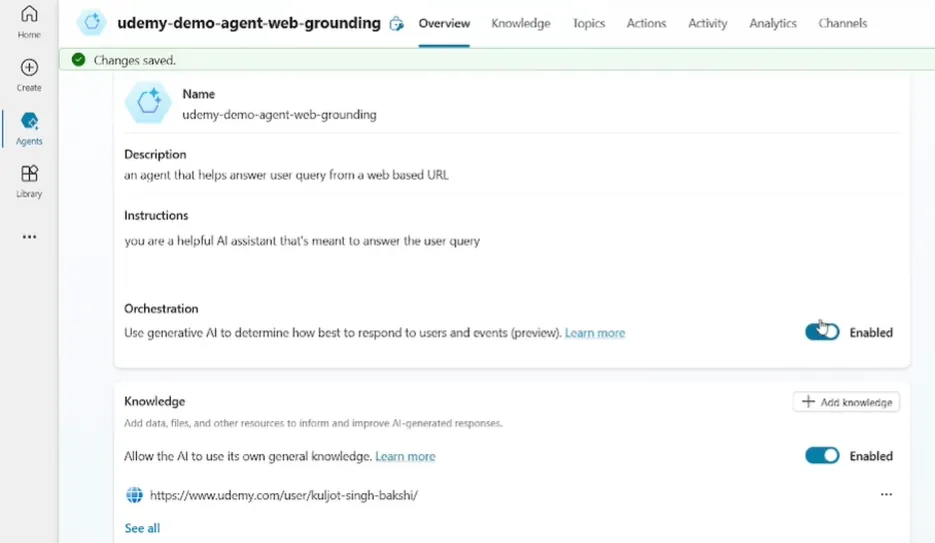 udemy-demo-agent-web-grounding Overview Knowledge Topics Actions Activity Analytics Channels
Home
Changes saved.
Create
Agents
Library
Name
udemy-demo-agent-web-grounding
Description
an agent that helps answer user query from a web based URL
Instructions
you are a helpful AI assistant that's meant to answer the user query
Orchestration
Use generative AI to determine how best to respond to users and events (preview). Learn more Enabled
Knowledge Add knowledge
Add data, files, and other resources to inform and improve AI-generated responses.
Allow the AI to use its own general knowledge. Learn more Enabled
https://www.udemy.com/user/kuljot-singh-bakshi/
See all